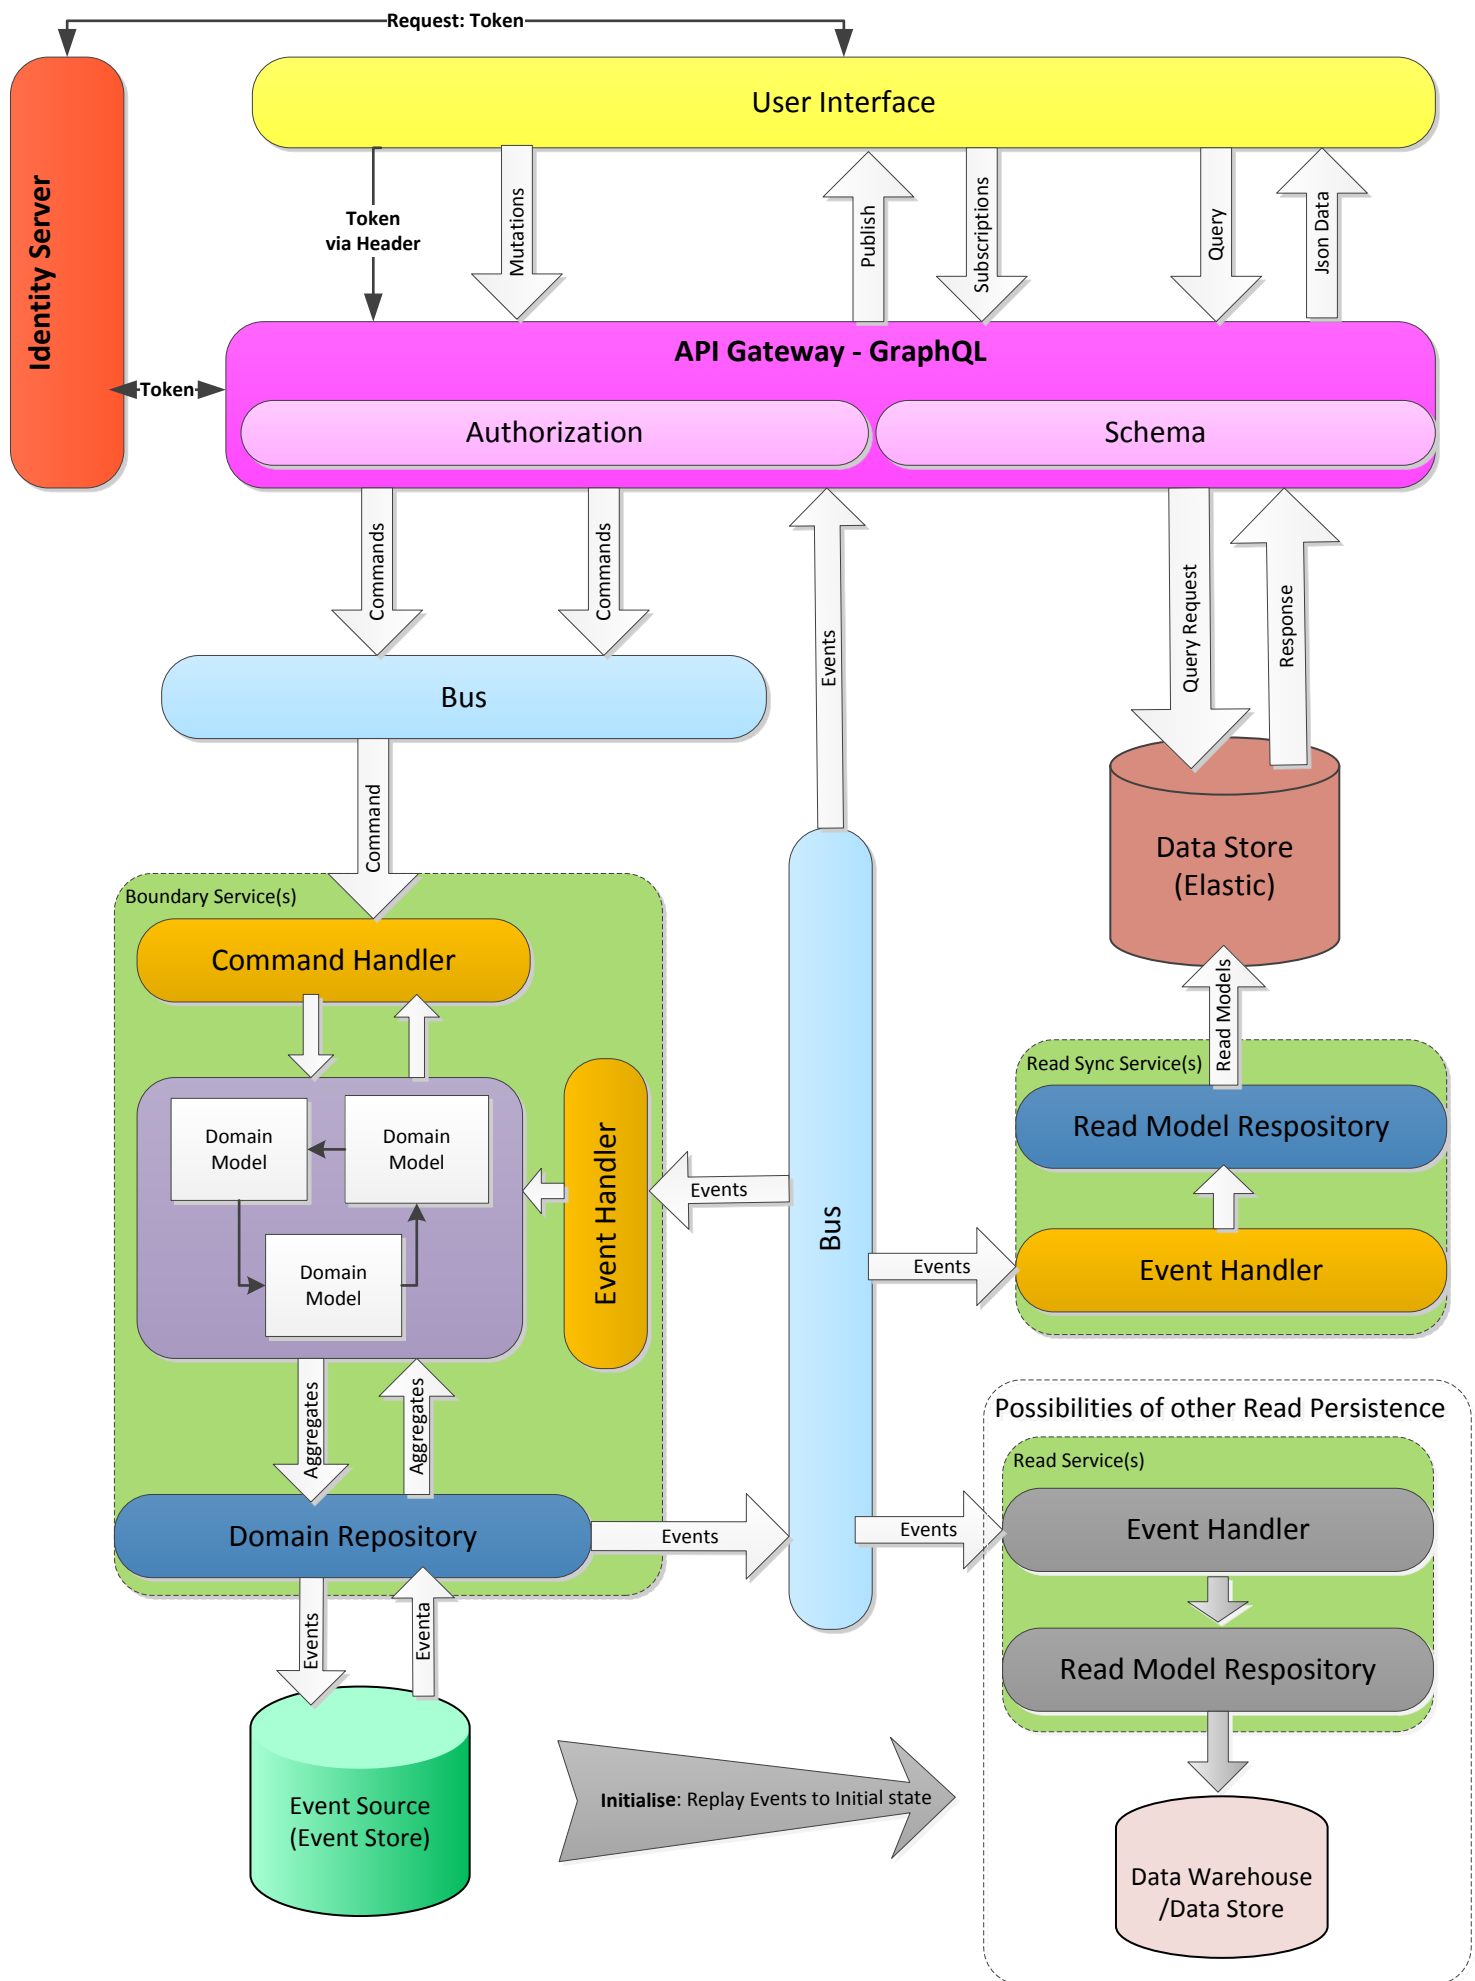 Request: Token
User Interface
Identity Server
Token
via Header
Mutations
Publish
Subscriptions
Query
Json Data
API Gateway - GraphQL
Token
Authorization
Schema
Commands
Commands
Events
Query Request
Response
Bus
Command
Data Store
(Elastic)
Boundary Service(s)
Command Handler
Read Models
Read Sync Service(s)
Read Model Respository
Domain
Model
Domain
Model
Domain
Model
Event Handler
Events
Bus
Events
Event Handler
Aggregates
Aggregates
Possibilities of other Read Persistence
Read Service(s)
Domain Repository
Events
Events
Event Handler
Events
Eventa
Read Model Respository
Event Source
(Event Store)
Initialise: Replay Events to Initial state
Data Warehouse
/Data Store